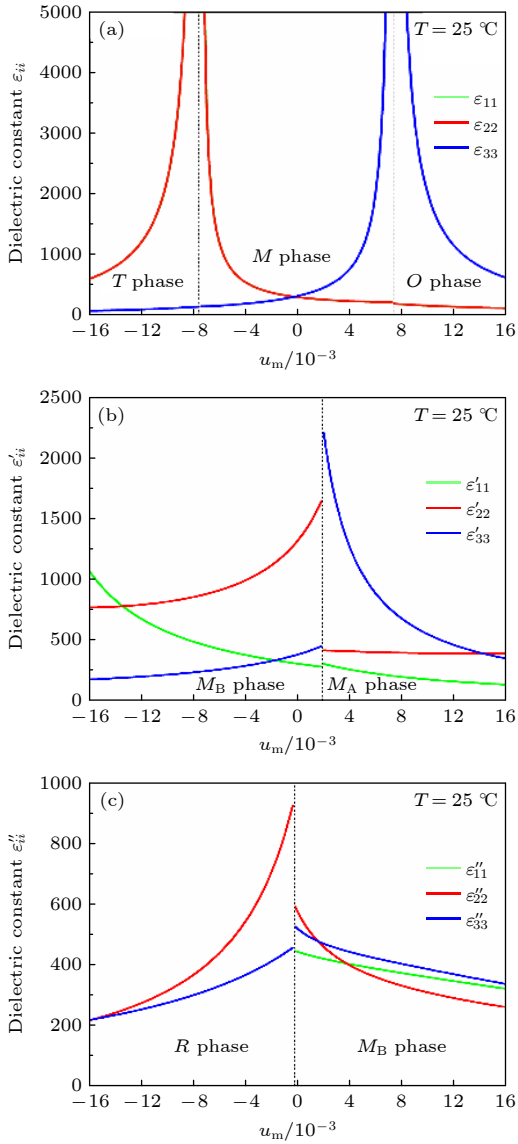 (a)
T = 25 ℃
Dielectric constant εii
5000
4000
3000
2000
1000
0
ε11
ε22
ε33
T phase
M phase
O phase
−16 −12 −8 −4 0 4 8 12 16
um/10−3
(b)
T = 25 ℃
Dielectric constant ε′ii
2500
2000
1500
1000
500
0
ε′11
ε′22
ε′33
MB phase
MA phase
−16 −12 −8 −4 0 4 8 12 16
um/10−3
(c)
T = 25 ℃
Dielectric constant ε″ii
1000
800
600
400
200
0
ε″11
ε″22
ε″33
R phase
MB phase
−16 −12 −8 −4 0 4 8 12 16
um/10−3